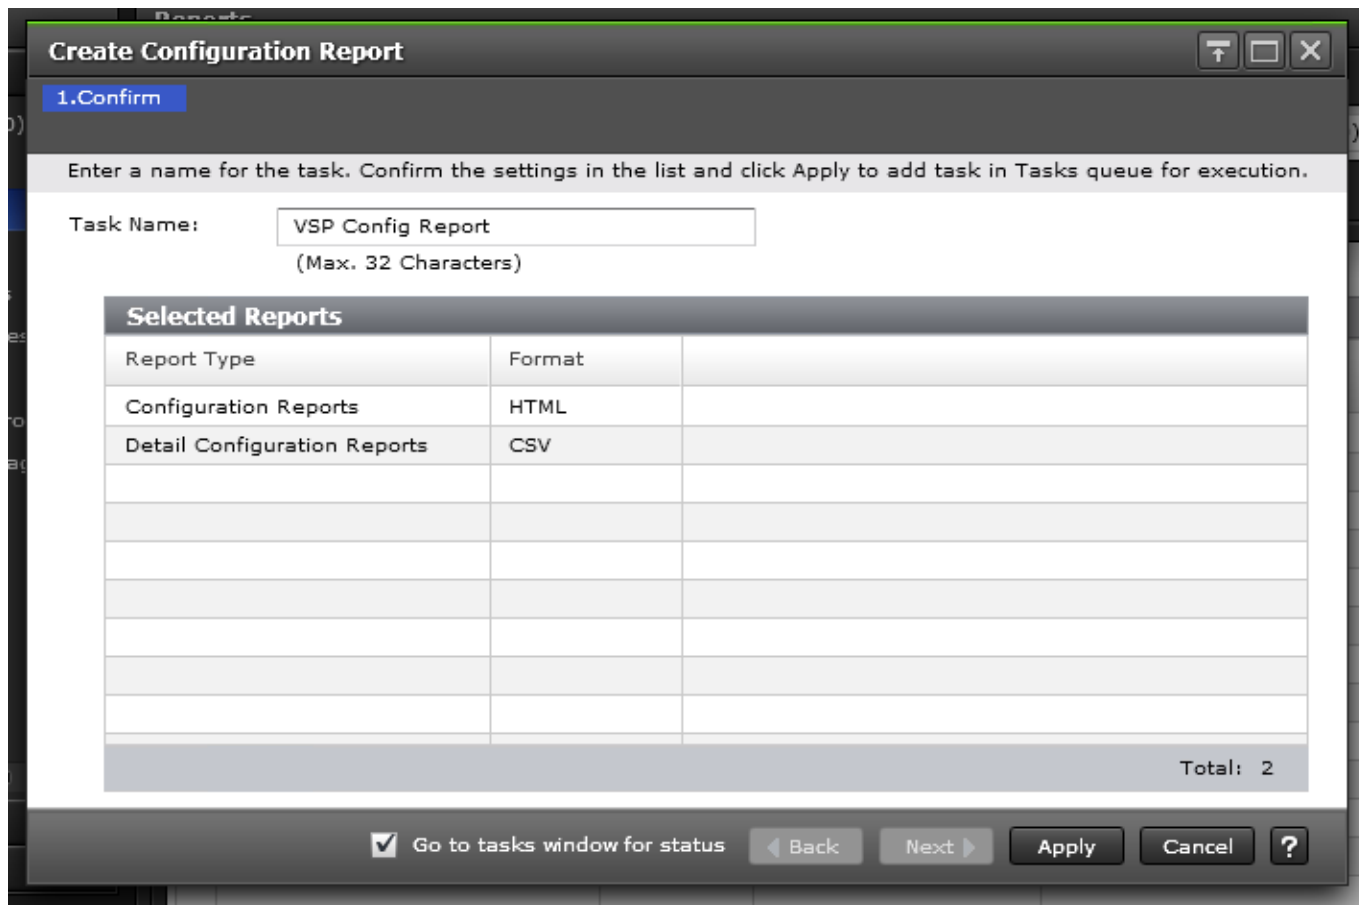 Reports
Create Configuration Report
1.Confirm
Enter a name for the task. Confirm the settings in the list and click Apply to add task in Tasks queue for execution.
Task Name: VSP Config Report
(Max. 32 Characters)
Selected Reports
Report Type Format
Configuration Reports HTML
Detail Configuration Reports CSV
Total: 2
Go to tasks window for status Back Next Apply Cancel ?